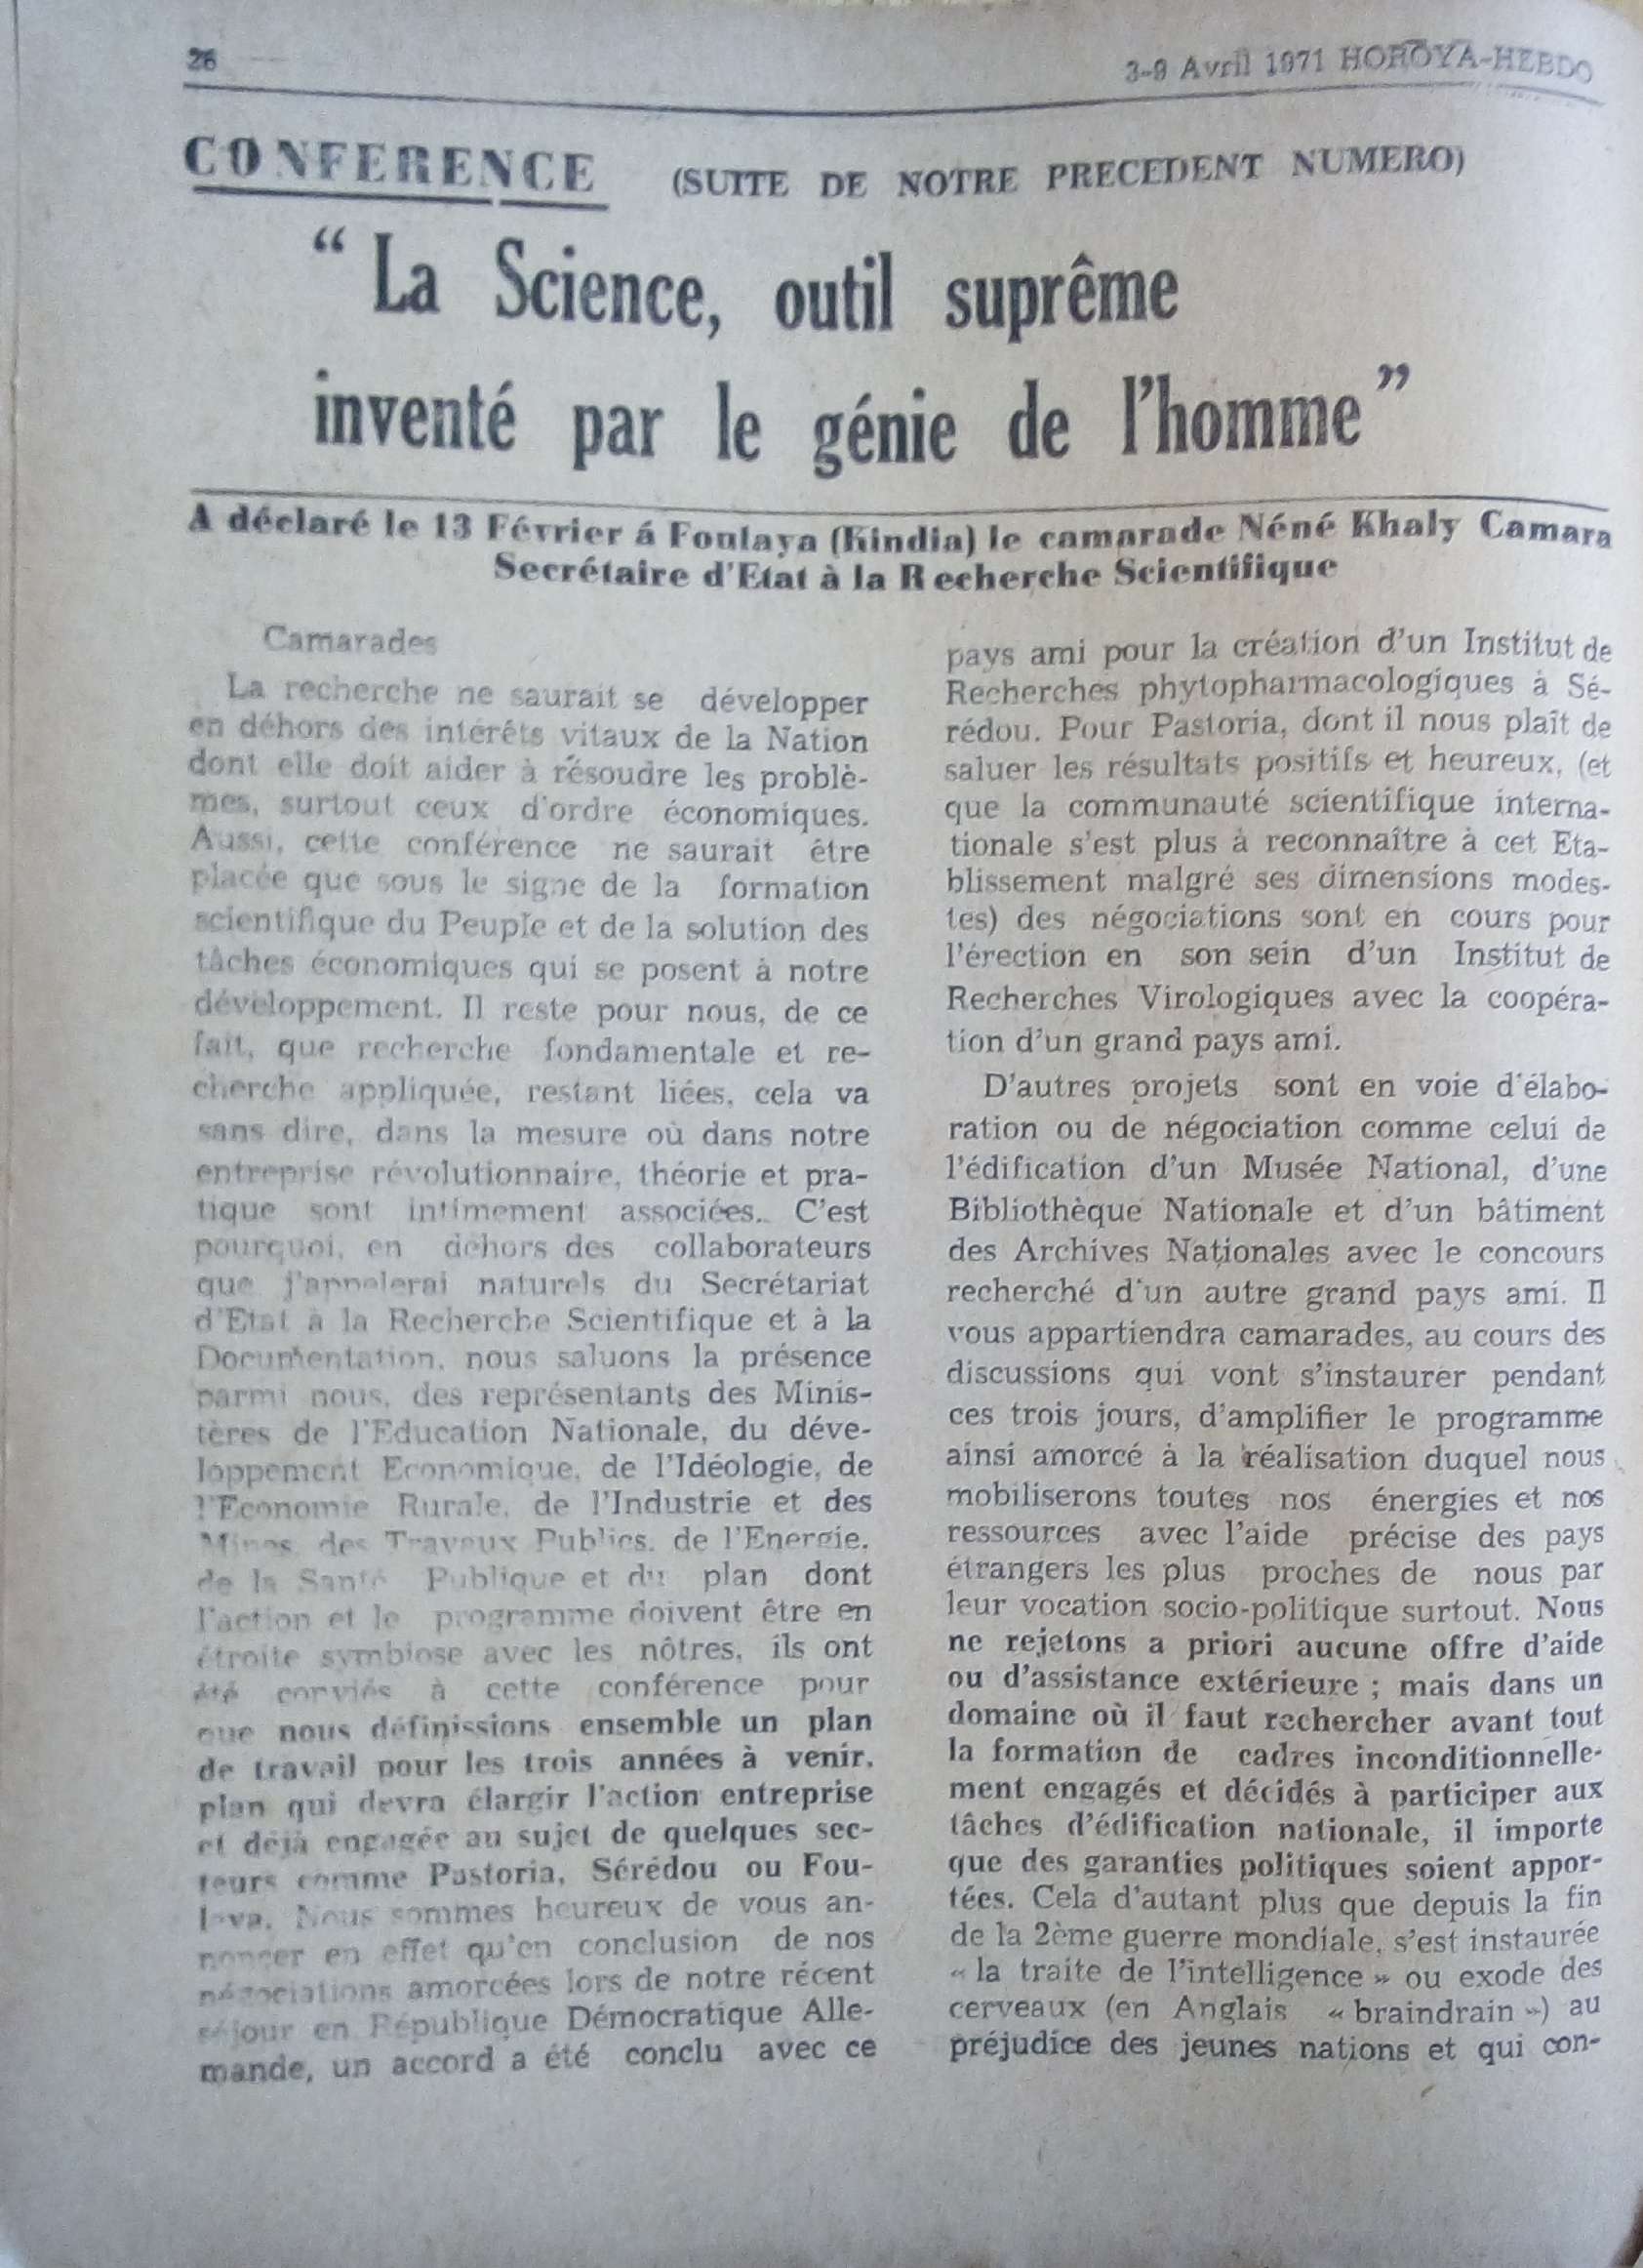 26
3-9 Avril 1971 HOROYA-HEBDO
CONFERENCE (SUITE DE NOTRE PRECEDENT NUMERO)
“ La Science, outil suprême
inventé par le génie de l'homme ”
A déclaré le 13 Février á Foulaya (Kindia) le camarade Néné Khaly Camara
Secrétaire d'Etat à la Recherche Scientifique
Camarades
La recherche ne saurait se développer
en déhors des intérêts vitaux de la Nation
dont elle doit aider à résoudre les problè-
mes, surtout ceux d'ordre économiques.
Aussi, cette conférence ne saurait être
placée que sous le signe de la formation
scientifique du Peuple et de la solution des
tâches économiques qui se posent à notre
développement. Il reste pour nous, de ce
fait, que recherche fondamentale et re-
cherche appliquée, restant liées, cela va
sans dire, dans la mesure où dans notre
entreprise révolutionnaire, théorie et pra-
tique sont intimement associées. C'est
pourquoi, en déhors des collaborateurs
que j'appelerai naturels du Secrétariat
d'Etat à la Recherche Scientifique et à la
Documentation, nous saluons la présence
parmi nous, des représentants des Minis-
tères de l'Education Nationale, du déve-
loppement Economique, de l'Idéologie, de
l'Economie Rurale, de l'Industrie et des
Mines, des Travaux Publics, de l'Energie,
de la Santé Publique et du plan dont
l'action et le programme doivent être en
étroite symbiose avec les nôtres, ils ont
été conviés à cette conférence pour
que nous définissions ensemble un plan
de travail pour les trois années à venir,
plan qui devra élargir l'action entreprise
et déjà engagée au sujet de quelques sec-
teurs comme Pastoria, Sérédou ou Fou-
laya. Nous sommes heureux de vous an-
noncer en effet qu'en conclusion de nos
négociations amorcées lors de notre récent
séjour en République Démocratique Alle-
mande, un accord a été conclu avec ce
pays ami pour la création d'un Institut de
Recherches phytopharmacologiques à Sé-
rédou. Pour Pastoria, dont il nous plaît de
saluer les résultats positifs et heureux, (et
que la communauté scientifique interna-
tionale s'est plus à reconnaître à cet Eta-
blissement malgré ses dimensions modes-
tes) des négociations sont en cours pour
l'érection en son sein d'un Institut de
Recherches Virologiques avec la coopéra-
tion d'un grand pays ami.
D'autres projets sont en voie d'élabo-
ration ou de négociation comme celui de
l'édification d'un Musée National, d'une
Bibliothèque Nationale et d'un bâtiment
des Archives Nationales avec le concours
recherché d'un autre grand pays ami. Il
vous appartiendra camarades, au cours des
discussions qui vont s'instaurer pendant
ces trois jours, d'amplifier le programme
ainsi amorcé à la réalisation duquel nous
mobiliserons toutes nos énergies et nos
ressources avec l'aide précise des pays
étrangers les plus proches de nous par
leur vocation socio-politique surtout. Nous
ne rejetons a priori aucune offre d'aide
ou d'assistance extérieure ; mais dans un
domaine où il faut rechercher avant tout
la formation de cadres inconditionnelle-
ment engagés et décidés à participer aux
tâches d'édification nationale, il importe
que des garanties politiques soient appor-
tées. Cela d'autant plus que depuis la fin
de la 2ème guerre mondiale, s'est instaurée
« la traite de l'intelligence » ou exode des
cerveaux (en Anglais « braindrain ») au
préjudice des jeunes nations et qui con-